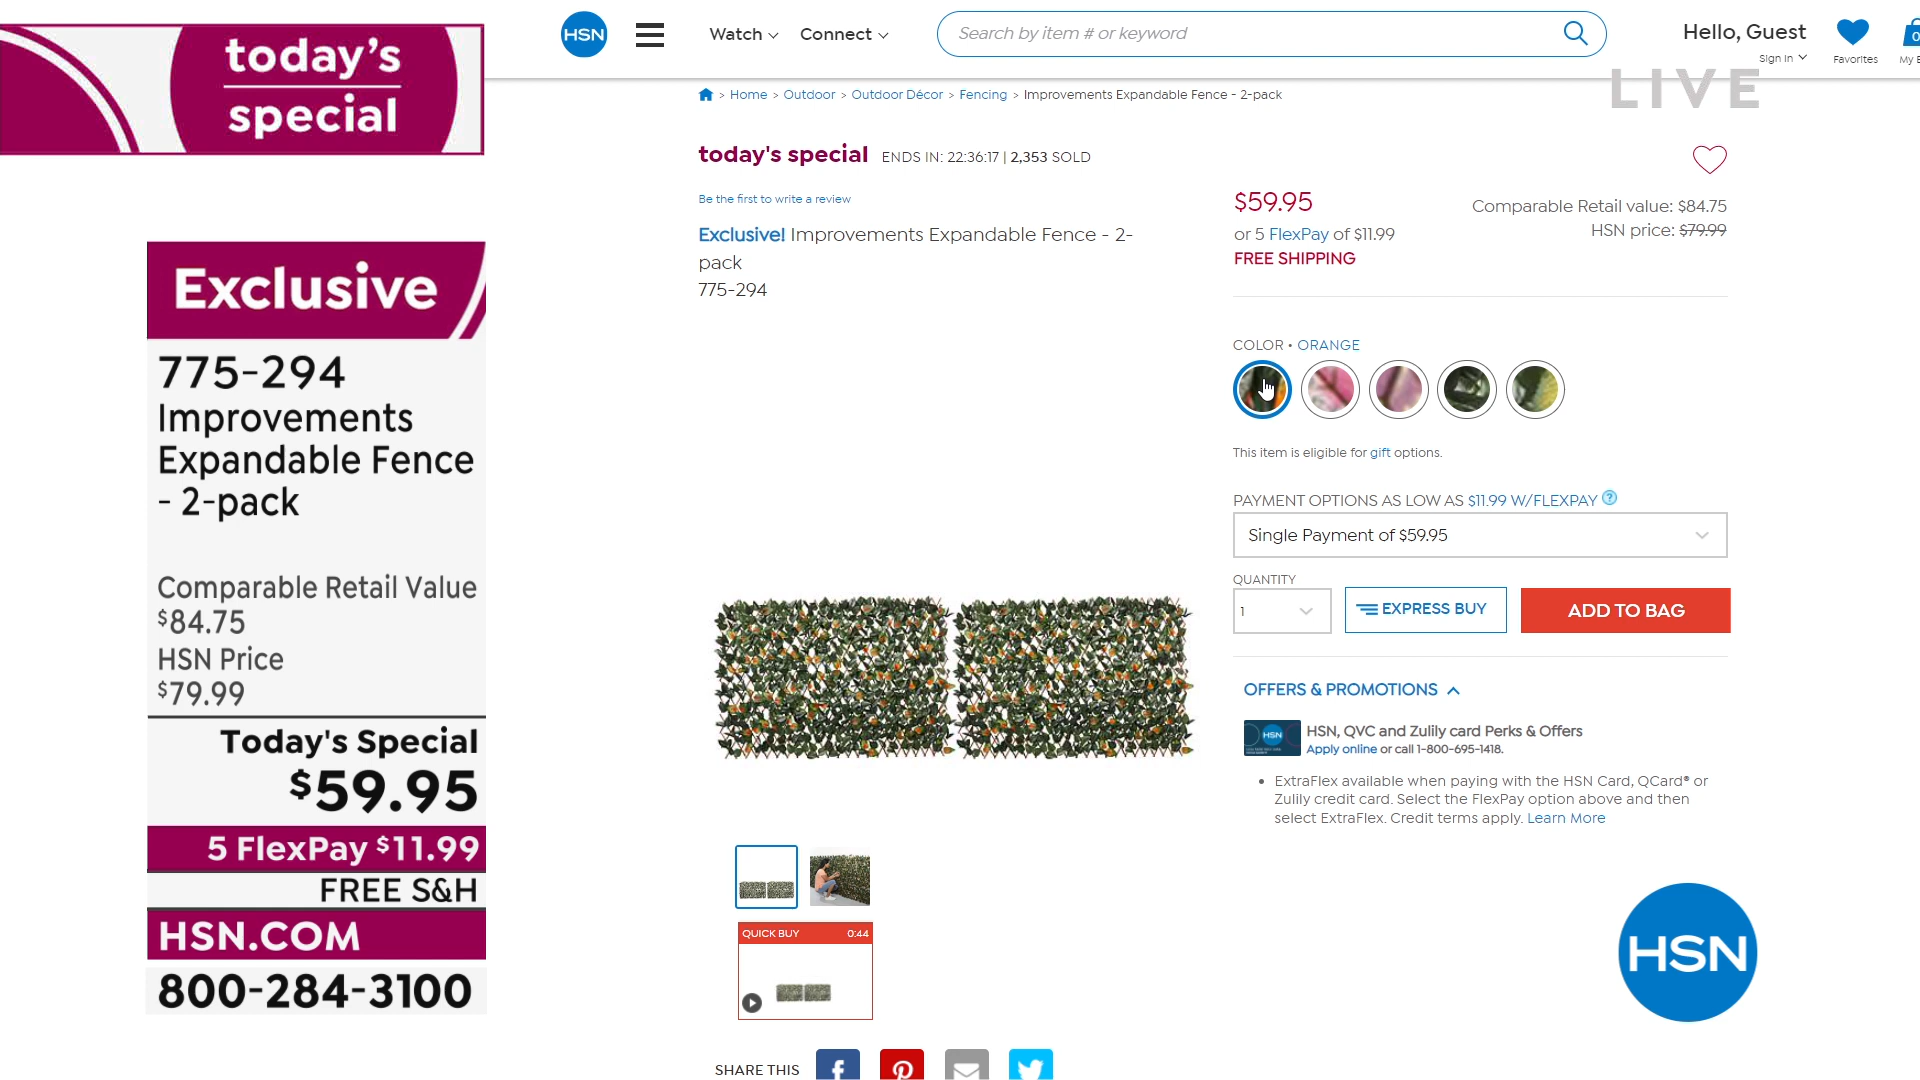 today's
special
Exclusive
775-294
Improvements
Expandable Fence
- 2-pack
Comparable Retail Value
$84.75
HSN Price
$79.99
Today's Special
$59.95
5 FlexPay $11.99
FREE S&H
HSN.COM
800-284-3100
HSN
Watch
Connect
Search by item # or keyword
Hello, Guest
Sign In
Favorites
0
My
LIVE
> Home > Outdoor > Outdoor Décor > Fencing > Improvements Expandable Fence - 2-pack
today's special ENDS IN: 22:36:17 | 2,353 SOLD
Be the first to write a review
Exclusive! Improvements Expandable Fence - 2-
pack
775-294
$59.95
or 5 FlexPay of $11.99
FREE SHIPPING
Comparable Retail value: $84.75
HSN price: $79.99
COLOR • ORANGE
This item is eligible for gift options.
PAYMENT OPTIONS AS LOW AS $11.99 W/FLEXPAY ?
Single Payment of $59.95
QUANTITY
1
EXPRESS BUY
ADD TO BAG
OFFERS & PROMOTIONS
HSN
HSN, QVC and Zulily card Perks & Offers
Apply online or call 1-800-695-1418.
• ExtraFlex available when paying with the HSN Card, QCard® or
Zulily credit card. Select the FlexPay option above and then
select ExtraFlex. Credit terms apply. Learn More
QUICK BUY 0:44
SHARE THIS
HSN